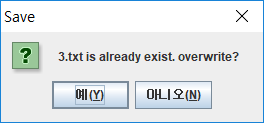 Save
3.txt is already exist. overwrite?
예(Y) 아니오(N)